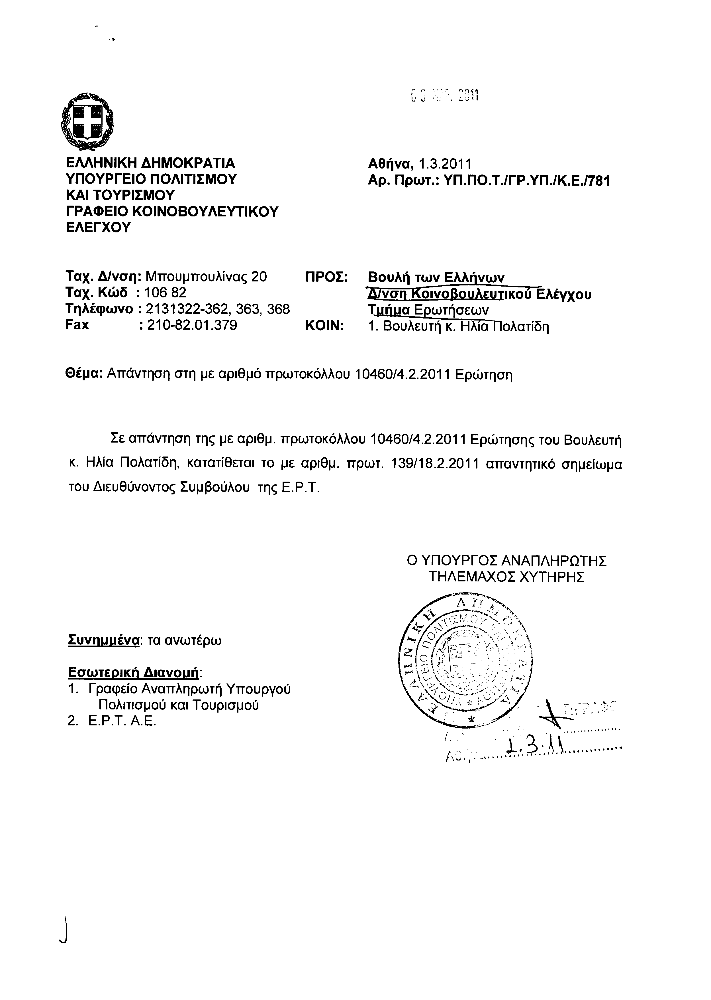 03 ΜΑΡ. 2011
ΕΛΛΗΝΙΚΗ ΔΗΜΟΚΡΑΤΙΑ
ΥΠΟΥΡΓΕΙΟ ΠΟΛΙΤΙΣΜΟΥ
ΚΑΙ ΤΟΥΡΙΣΜΟΥ
ΓΡΑΦΕΙΟ ΚΟΙΝΟΒΟΥΛΕΥΤΙΚΟΥ
ΕΛΕΓΧΟΥ
Αθήνα, 1.3.2011
Αρ. Πρωτ.: ΥΠ.ΠΟ.Τ./ΓΡ.ΥΠ./Κ.Ε./781
Ταχ. Δ/νση: Μπουμπουλίνας 20
Ταχ. Κώδ : 106 82
Τηλέφωνο : 2131322-362, 363, 368
Fax : 210-82.01.379
ΠΡΟΣ: Βουλή των Ελλήνων
Δ/νση Κοινοβουλευτικού Ελέγχου
Τμήμα Ερωτήσεων
ΚΟΙΝ: 1. Βουλευτή κ. Ηλία Πολατίδη
Θέμα: Απάντηση στη με αριθμό πρωτοκόλλου 10460/4.2.2011 Ερώτηση
Σε απάντηση της με αριθμ. πρωτοκόλλου 10460/4.2.2011 Ερώτησης του Βουλευτή
κ. Ηλία Πολατίδη, κατατίθεται το με αριθμ. πρωτ. 139/18.2.2011 απαντητικό σημείωμα
του Διευθύνοντος Συμβούλου της Ε.Ρ.Τ.
Ο ΥΠΟΥΡΓΟΣ ΑΝΑΠΛΗΡΩΤΗΣ
ΤΗΛΕΜΑΧΟΣ ΧΥΤΗΡΗΣ
ΕΛΛΗΝΙΚΗ ΔΗΜΟΚΡΑΤΙΑ
ΥΠΟΥΡΓΕΙΟ ΠΟΛΙΤΙΣΜΟΥ ΚΑΙ ΤΟΥΡΙΣΜΟΥ
Συνημμένα: τα ανωτέρω
Εσωτερική Διανομή:
1. Γραφείο Αναπληρωτή Υπουργού
Πολιτισμού και Τουρισμού
2. Ε.Ρ.Τ. Α.Ε.
Αθήνα 2.3.11